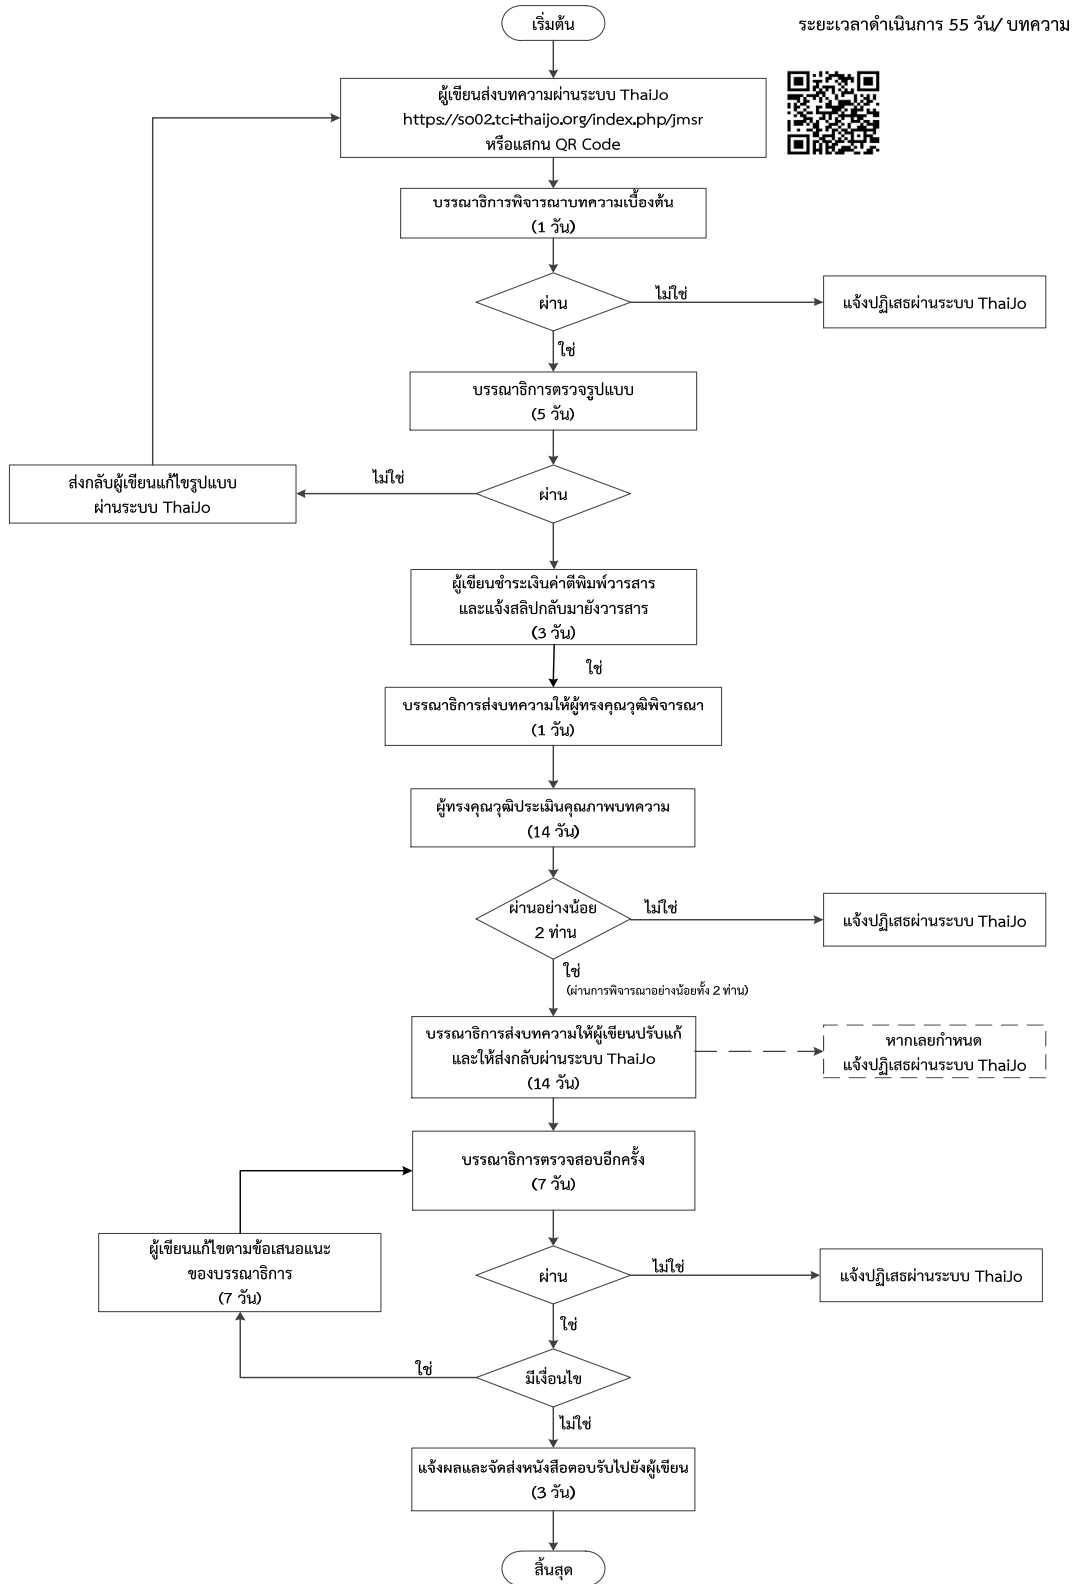 เริ่มต้น
ระยะเวลาดำเนินการ 55 วัน/ บทความ
ผู้เขียนส่งบทความผ่านระบบ ThaiJo
https://so02.tci-thaijo.org/index.php/jmsr
หรือแสกน QR Code
บรรณาธิการพิจารณาบทความเบื้องต้น
(1 วัน)
ผ่าน
ไม่ใช่
แจ้งปฏิเสธผ่านระบบ ThaiJo
ใช่
บรรณาธิการตรวจรูปแบบ
(5 วัน)
ส่งกลับผู้เขียนแก้ไขรูปแบบ
ผ่านระบบ ThaiJo
ไม่ใช่
ผ่าน
ผู้เขียนชำระเงินค่าตีพิมพ์วารสาร
และแจ้งสลิปกลับมายังวารสาร
(3 วัน)
ใช่
บรรณาธิการส่งบทความให้ผู้ทรงคุณวุฒิพิจารณา
(1 วัน)
ผู้ทรงคุณวุฒิประเมินคุณภาพบทความ
(14 วัน)
ผ่านอย่างน้อย
2 ท่าน
ไม่ใช่
แจ้งปฏิเสธผ่านระบบ ThaiJo
ใช่
(ผ่านการพิจารณาอย่างน้อยทั้ง 2 ท่าน)
บรรณาธิการส่งบทความให้ผู้เขียนปรับแก้
และให้ส่งกลับผ่านระบบ ThaiJo
(14 วัน)
หากเลยกำหนด
แจ้งปฏิเสธผ่านระบบ ThaiJo
บรรณาธิการตรวจสอบอีกครั้ง
(7 วัน)
ผู้เขียนแก้ไขตามข้อเสนอแนะ
ของบรรณาธิการ
(7 วัน)
ผ่าน
ไม่ใช่
แจ้งปฏิเสธผ่านระบบ ThaiJo
ใช่
ใช่
มีเงื่อนไข
ไม่ใช่
แจ้งผลและจัดส่งหนังสือตอบรับไปยังผู้เขียน
(3 วัน)
สิ้นสุด